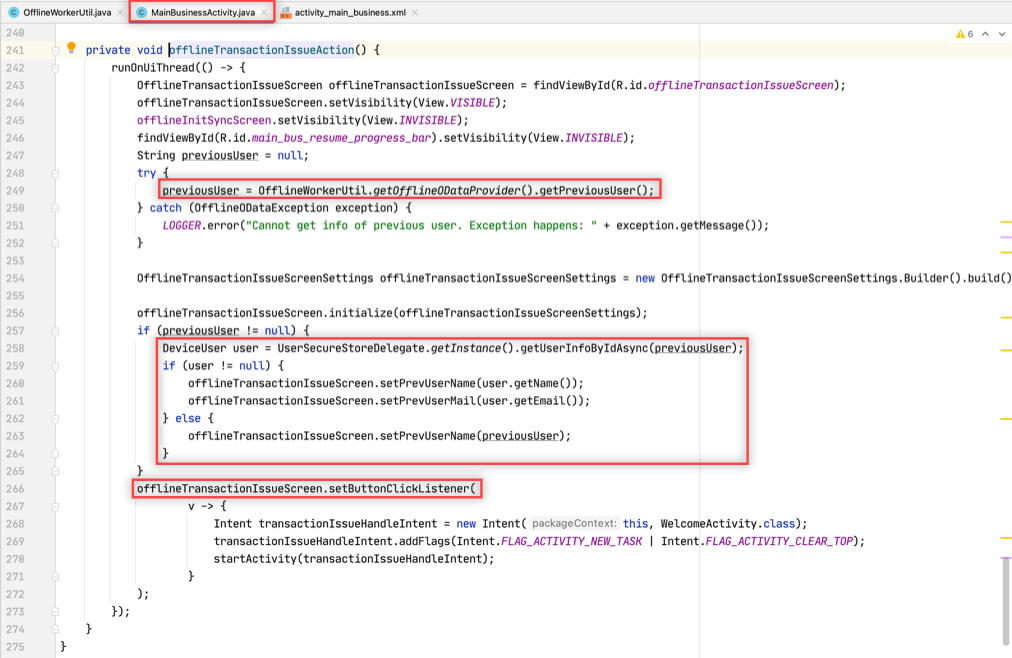 OfflineWorkerUtil.java
MainBusinessActivity.java
activity_main_business.xml
6
240
241 private void offlineTransactionIssueAction() {
242 runOnUiThread(() -> {
243 OfflineTransactionIssueScreen offlineTransactionIssueScreen = findViewById(R.id.offlineTransactionIssueScreen);
244 offlineTransactionIssueScreen.setVisibility(View.VISIBLE);
245 offlineInitSyncScreen.setVisibility(View.INVISIBLE);
246 findViewById(R.id.main_bus_resume_progress_bar).setVisibility(View.INVISIBLE);
247 String previousUser = null;
248 try {
249 previousUser = OfflineWorkerUtil.getOfflineODataProvider().getPreviousUser();
250 } catch (OfflineODataException exception) {
251 LOGGER.error("Cannot get info of previous user. Exception happens: " + exception.getMessage());
252 }
253
254 OfflineTransactionIssueScreenSettings offlineTransactionIssueScreenSettings = new OfflineTransactionIssueScreenSettings.Builder().build()
255
256 offlineTransactionIssueScreen.initialize(offlineTransactionIssueScreenSettings);
257 if (previousUser != null) {
258 DeviceUser user = UserSecureStoreDelegate.getInstance().getUserInfoByIdAsync(previousUser);
259 if (user != null) {
260 offlineTransactionIssueScreen.setPrevUserName(user.getName());
261 offlineTransactionIssueScreen.setPrevUserMail(user.getEmail());
262 } else {
263 offlineTransactionIssueScreen.setPrevUserName(previousUser);
264 }
265 }
266 offlineTransactionIssueScreen.setButtonClickListener(
267 v -> {
268 Intent transactionIssueHandleIntent = new Intent( packageContext: this, WelcomeActivity.class);
269 transactionIssueHandleIntent.addFlags(Intent.FLAG_ACTIVITY_NEW_TASK | Intent.FLAG_ACTIVITY_CLEAR_TOP);
270 startActivity(transactionIssueHandleIntent);
271 }
272 );
273 });
274 }
275 }